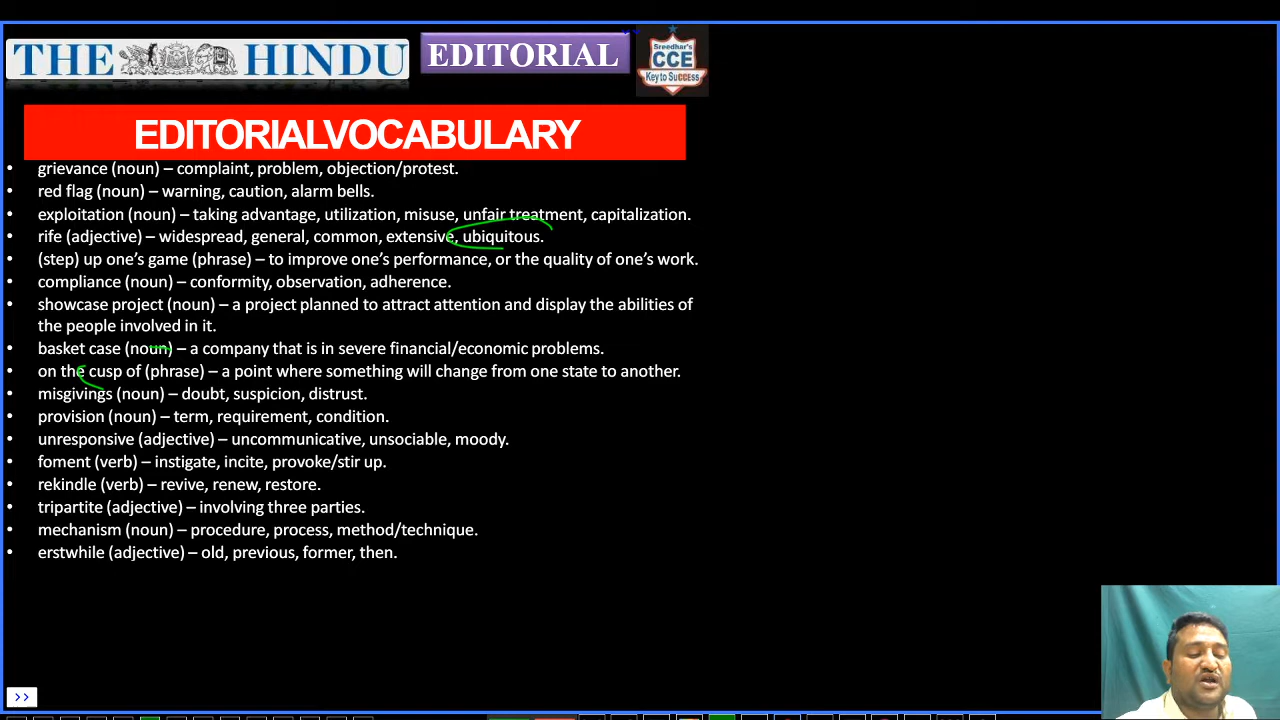 THE HINDU
EDITORIAL
Sreedhar's
CCE
Key to Success
EDITORIALVOCABULARY
• grievance (noun) – complaint, problem, objection/protest.
• red flag (noun) – warning, caution, alarm bells.
• exploitation (noun) – taking advantage, utilization, misuse, unfair treatment, capitalization.
• rife (adjective) – widespread, general, common, extensive, ubiquitous.
• (step) up one’s game (phrase) – to improve one’s performance, or the quality of one’s work.
• compliance (noun) – conformity, observation, adherence.
• showcase project (noun) – a project planned to attract attention and display the abilities of
the people involved in it.
• basket case (noun) – a company that is in severe financial/economic problems.
• on the cusp of (phrase) – a point where something will change from one state to another.
• misgivings (noun) – doubt, suspicion, distrust.
• provision (noun) – term, requirement, condition.
• unresponsive (adjective) – uncommunicative, unsociable, moody.
• foment (verb) – instigate, incite, provoke/stir up.
• rekindle (verb) – revive, renew, restore.
• tripartite (adjective) – involving three parties.
• mechanism (noun) – procedure, process, method/technique.
• erstwhile (adjective) – old, previous, former, then.
>>